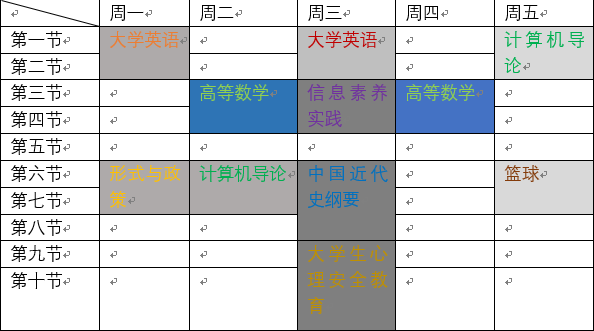 周一 周二 周三 周四 周五
第一节 大学英语 大学英语 计算机导
第二节 论
第三节 高等数学 信息素养 高等数学
第四节 实践
第五节
第六节 形式与政 计算机导论 中国近代 篮球
第七节 策 史纲要
第八节
第九节 大学生心
第十节 理安全教
育